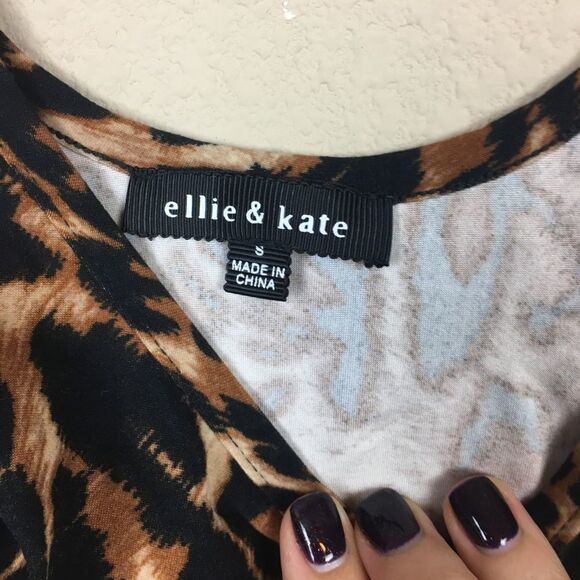 ellie & kate
S
MADE IN
CHINA